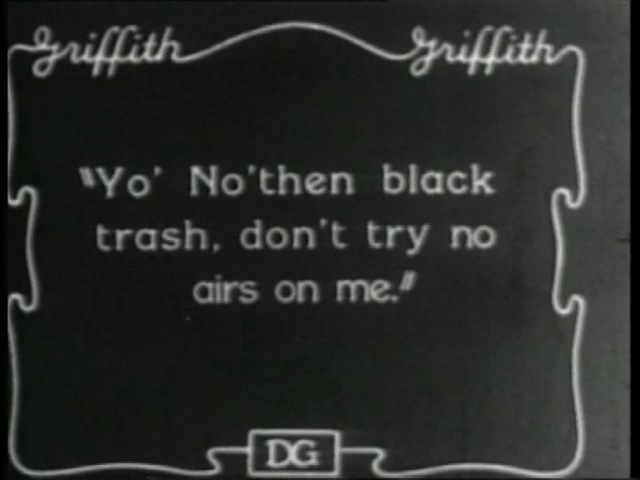 Griffith Griffith
"Yo' No'then black
trash, don't try no
airs on me."
DG